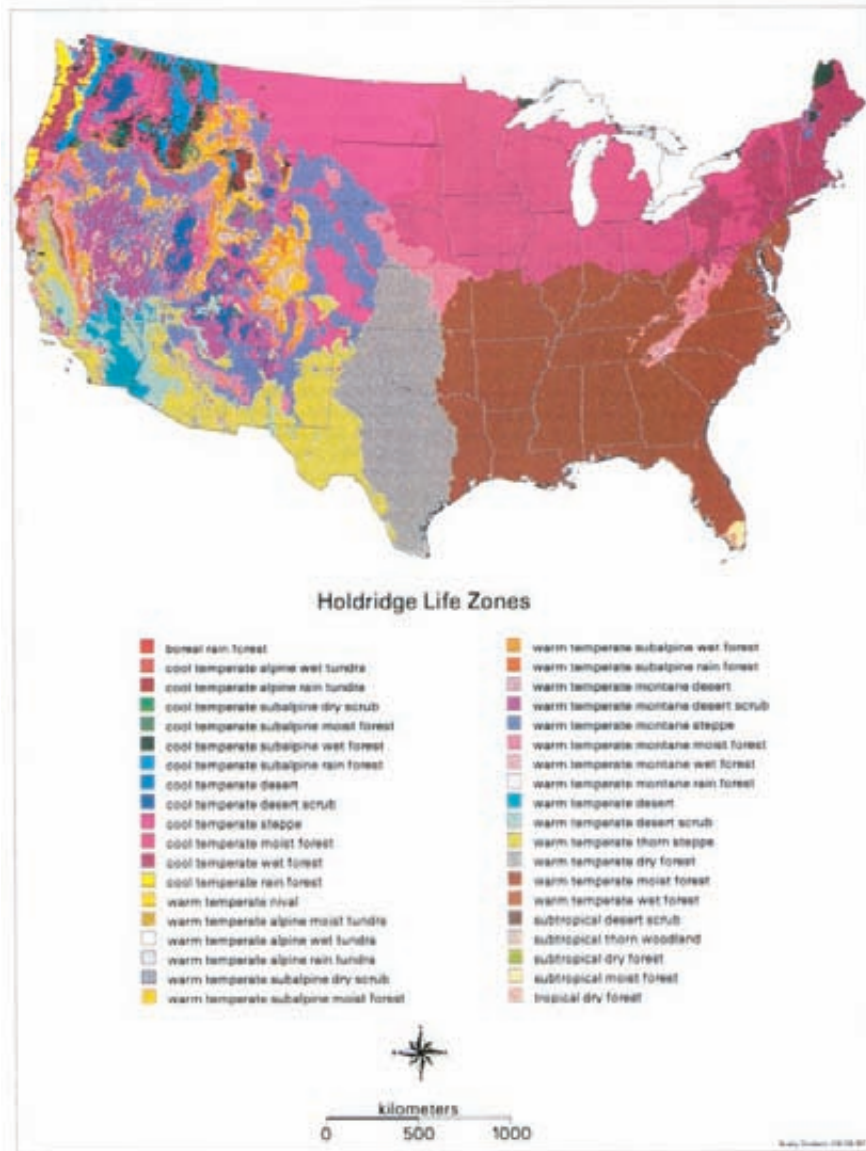 Holdridge Life Zones
boreal rain forest
cool temperate alpine wet tundra
cool temperate alpine rain tundra
cool temperate subalpine dry scrub
cool temperate subalpine moist forest
cool temperate subalpine wet forest
cool temperate subalpine rain forest
cool temperate desert
cool temperate desert scrub
cool temperate steppe
cool temperate moist forest
cool temperate wet forest
cool temperate rain forest
warm temperate nival
warm temperate alpine moist tundra
warm temperate alpine wet tundra
warm temperate alpine rain tundra
warm temperate subalpine dry scrub
warm temperate subalpine moist forest
warm temperate subalpine wet forest
warm temperate subalpine rain forest
warm temperate montane desert
warm temperate montane desert scrub
warm temperate montane steppe
warm temperate montane moist forest
warm temperate montane wet forest
warm temperate montane rain forest
warm temperate desert
warm temperate desert scrub
warm temperate thorn steppe
warm temperate dry forest
warm temperate moist forest
warm temperate wet forest
subtropical desert scrub
subtropical thorn woodland
subtropical dry forest
subtropical moist forest
tropical dry forest
kilometers
0 500 1000